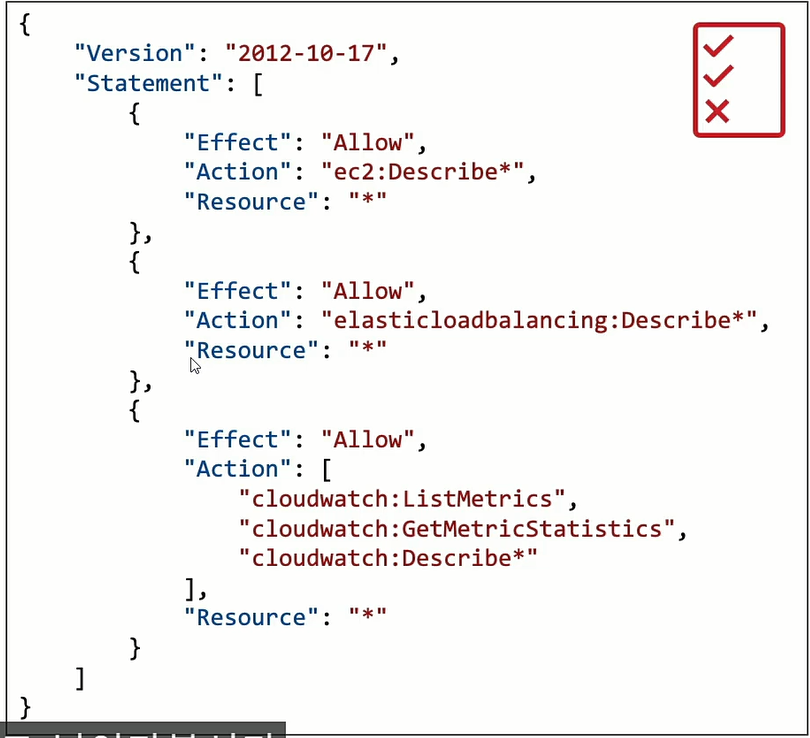 {
    "Version": "2012-10-17",
    "Statement": [
        {
            "Effect": "Allow",
            "Action": "ec2:Describe*",
            "Resource": "*"
        },
        {
            "Effect": "Allow",
            "Action": "elasticloadbalancing:Describe*",
            "Resource": "*"
        },
        {
            "Effect": "Allow",
            "Action": [
                "cloudwatch:ListMetrics",
                "cloudwatch:GetMetricStatistics",
                "cloudwatch:Describe*"
            ],
            "Resource": "*"
        }
    ]
}